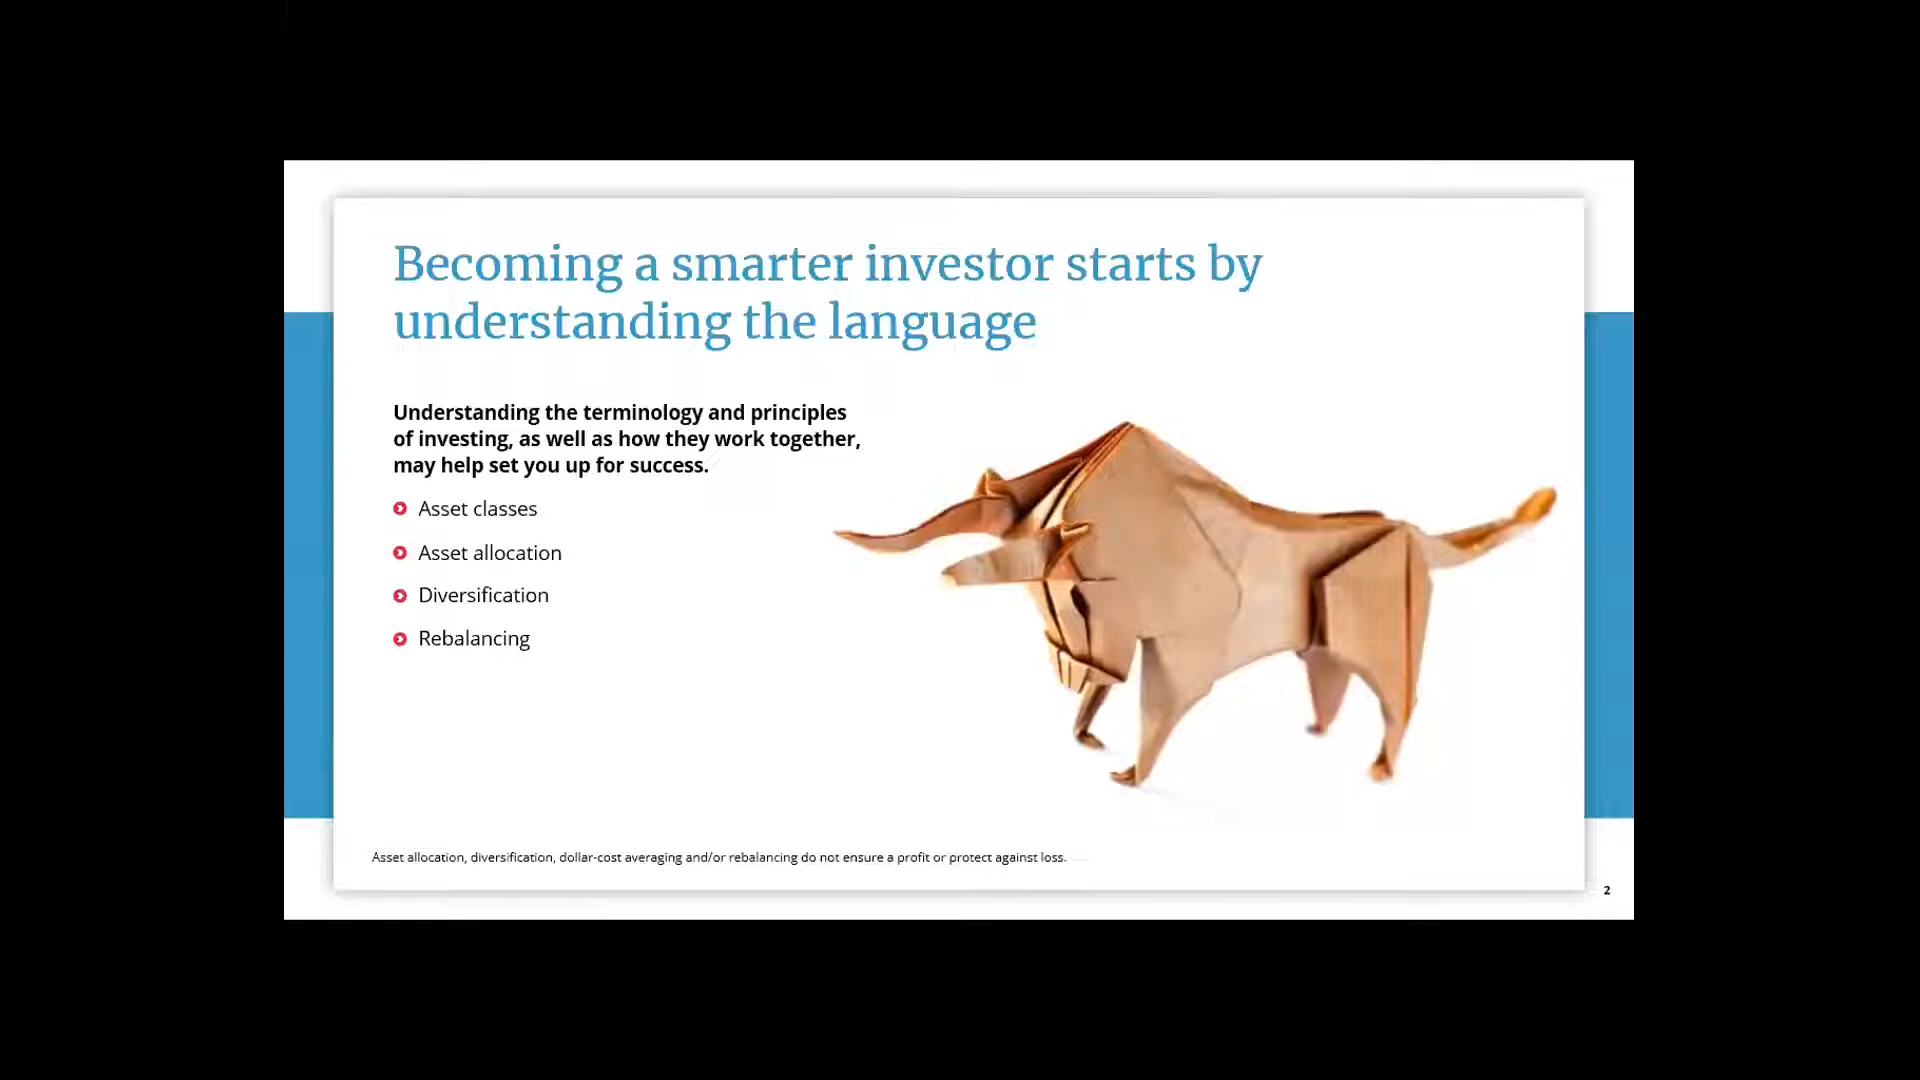 Becoming a smarter investor starts by
understanding the language
Understanding the terminology and principles
of investing, as well as how they work together,
may help set you up for success.
Asset classes
Asset allocation
Diversification
Rebalancing
Asset allocation, diversification, dollar-cost averaging and/or rebalancing do not ensure a profit or protect against loss.
2